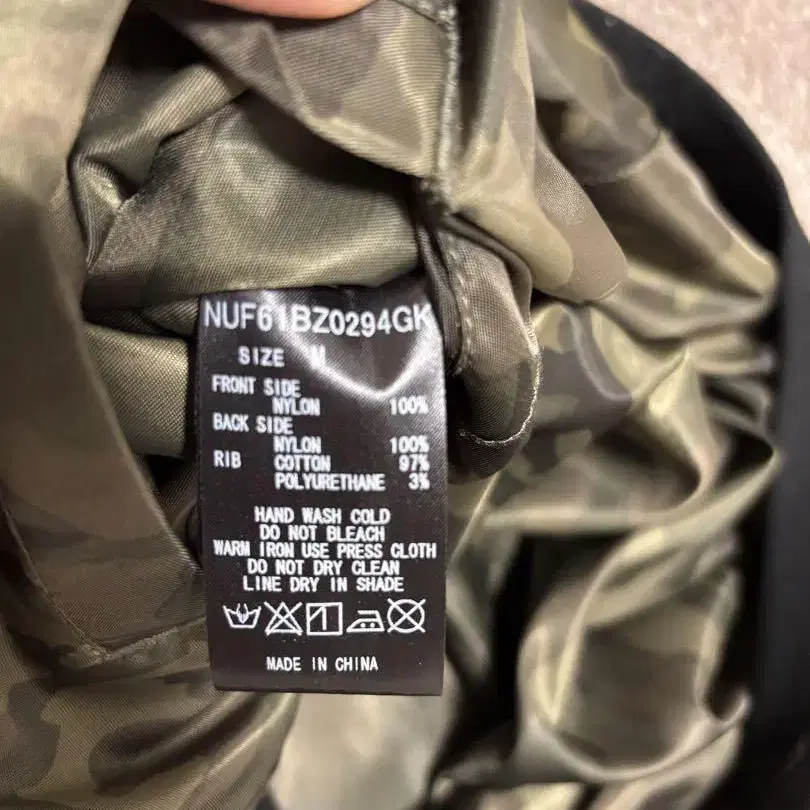 NUF61BZ0294GK
SIZE M
FRONT SIDE
NYLON 100%
BACK SIDE
NYLON 100%
RIB COTTON 97%
POLYURETHANE 3%
HAND WASH COLD
DO NOT BLEACH
WARM IRON USE PRESS CLOTH
DO NOT DRY CLEAN
LINE DRY IN SHADE
MADE IN CHINA